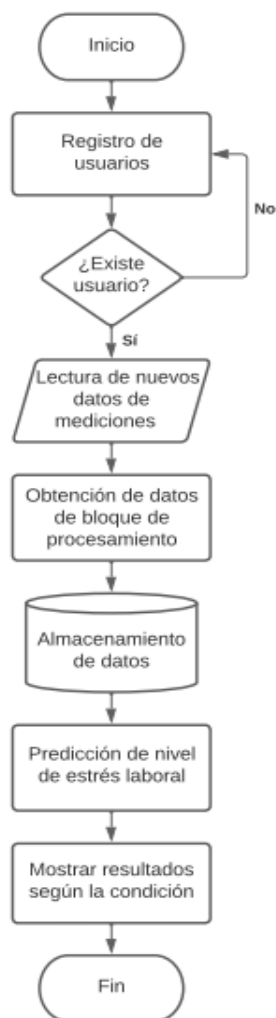 Inicio
Registro de
usuarios
No
¿Existe
usuario?
Sí
Lectura de nuevos
datos de
mediciones
Obtención de datos
de bloque de
procesamiento
Almacenamiento
de datos
Predicción de nivel
de estrés laboral
Mostrar resultados
según la condición
Fin